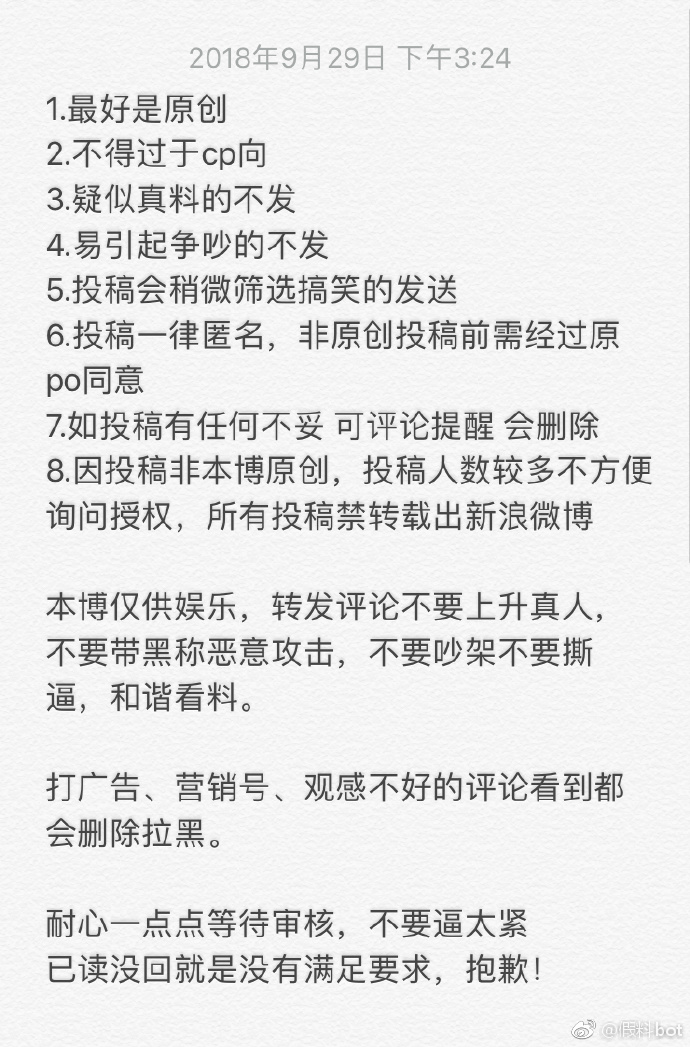 2018年9月29日 下午3:24
1.最好是原创
2.不得过于cp向
3.疑似真料的不发
4.易引起争吵的不发
5.投稿会稍微筛选搞笑的发送
6.投稿一律匿名，非原创投稿前需经过原
po同意
7.如投稿有任何不妥 可评论提醒 会删除
8.因投稿非本博原创，投稿人数较多不方便
询问授权，所有投稿禁转载出新浪微博
本博仅供娱乐，转发评论不要上升真人，
不要带黑称恶意攻击，不要吵架不要撕
逼，和谐看料。
打广告、营销号、观感不好的评论看到都
会删除拉黑。
耐心一点点等待审核，不要逼太紧
已读没回就是没有满足要求，抱歉！
@假料bot